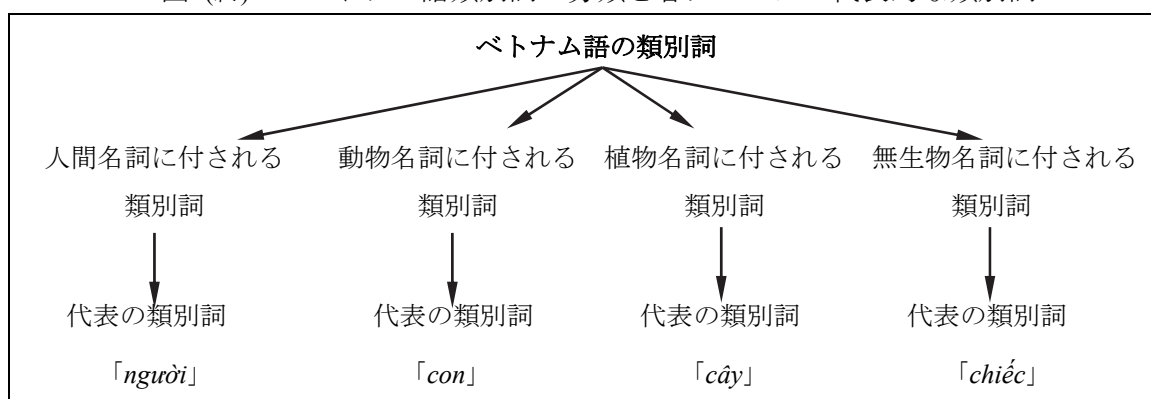 ベトナム語の類別詞
人間名詞に付される 動物名詞に付される 植物名詞に付される 無生物名詞に付される
類別詞 類別詞 類別詞 類別詞
代表の類別詞 代表の類別詞 代表の類別詞 代表の類別詞
「người」 「con」 「cây」 「chiếc」